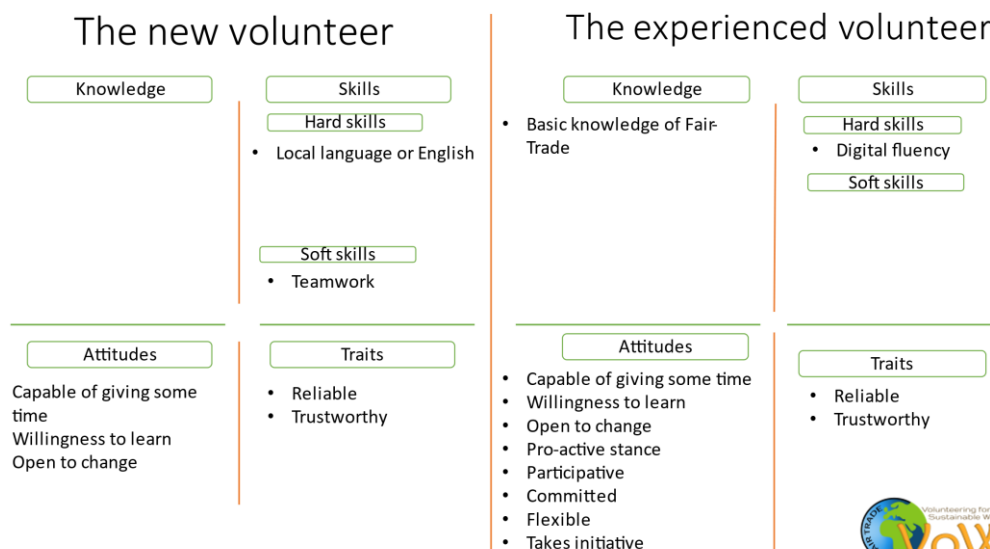 The new volunteer
Knowledge
Skills
Hard skills
• Local language or English
Soft skills
• Teamwork
Attitudes
Capable of giving some
time
Willingness to learn
Open to change
Traits
• Reliable
• Trustworthy
The experienced volunteer
Knowledge
• Basic knowledge of Fair-
Trade
Skills
Hard skills
• Digital fluency
Soft skills
Attitudes
• Capable of giving some time
• Willingness to learn
• Open to change
• Pro-active stance
• Participative
• Committed
• Flexible
• Takes initiative
Traits
• Reliable
• Trustworthy
Volunteering for
Sustainable W
AIR TRADE
VoW